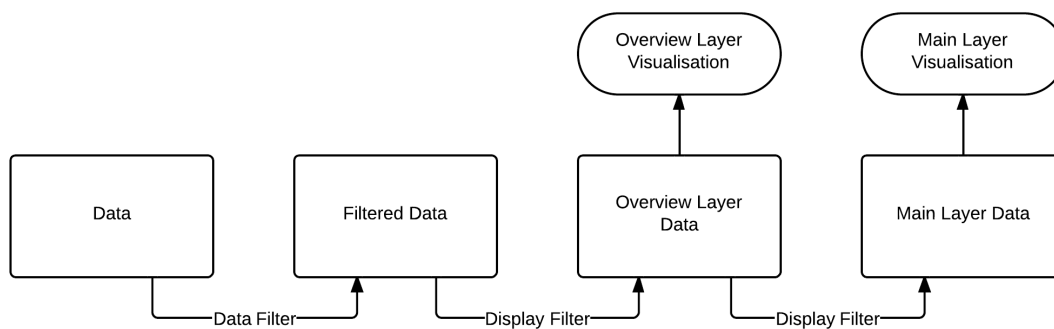 Overview Layer
Visualisation
Main Layer
Visualisation
Data
Filtered Data
Overview Layer
Data
Main Layer Data
Data Filter
Display Filter
Display Filter